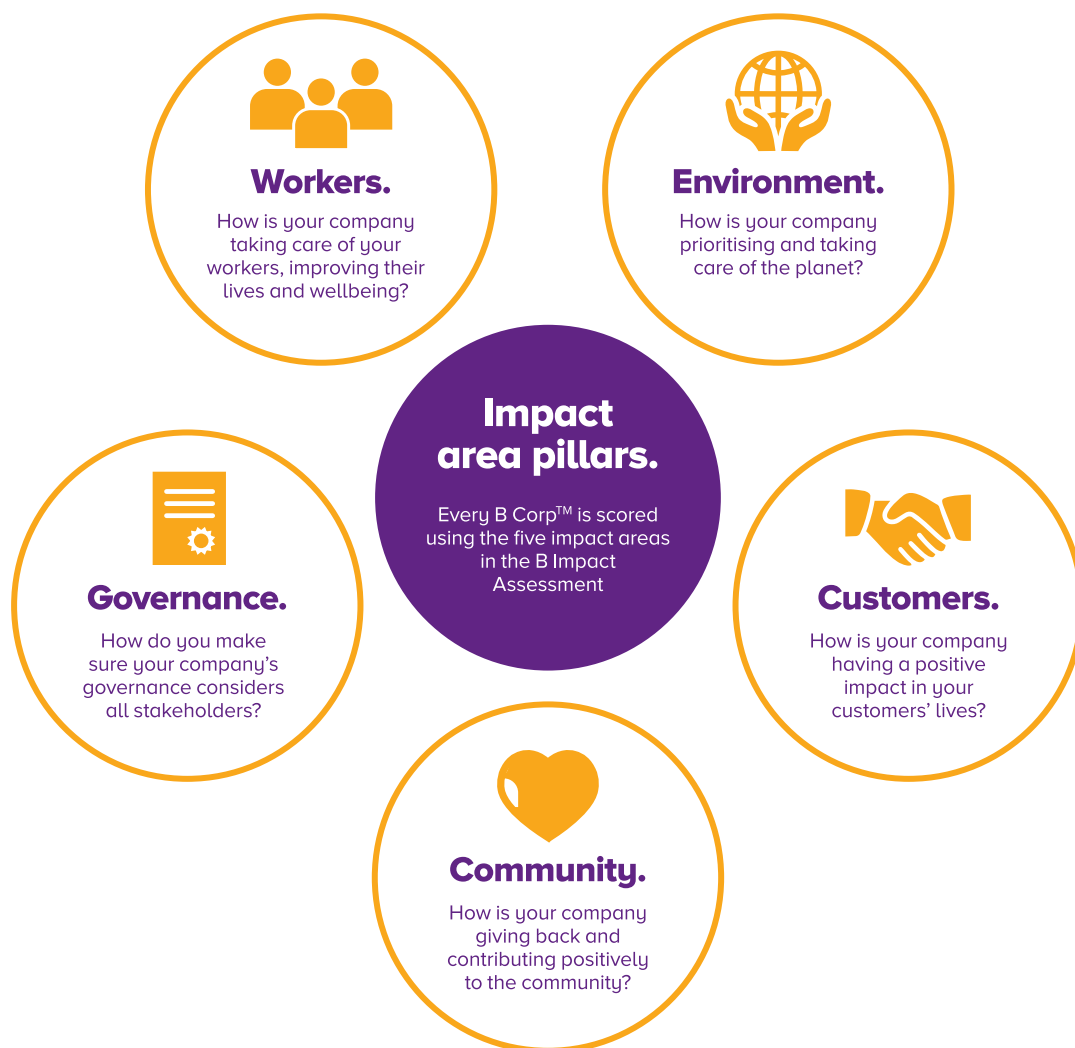 Workers.
How is your company
taking care of your
workers, improving their
lives and wellbeing?
Environment.
How is your company
prioritising and taking
care of the planet?
Impact
area pillars.
Every B Corp™ is scored
using the five impact areas
in the B Impact
Assessment
Governance.
How do you make
sure your company’s
governance considers
all stakeholders?
Customers.
How is your company
having a positive
impact in your
customers’ lives?
Community.
How is your company
giving back and
contributing positively
to the community?